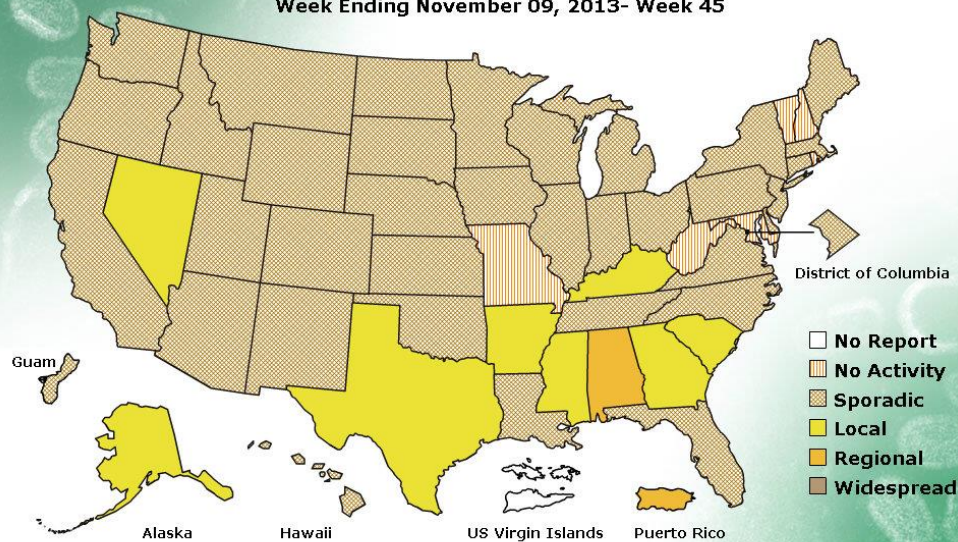 Week Ending November 09, 2013- Week 45
District of Columbia
Guam
No Report
No Activity
Sporadic
Local
Regional
Widespread
Alaska
Hawaii
US Virgin Islands
Puerto Rico